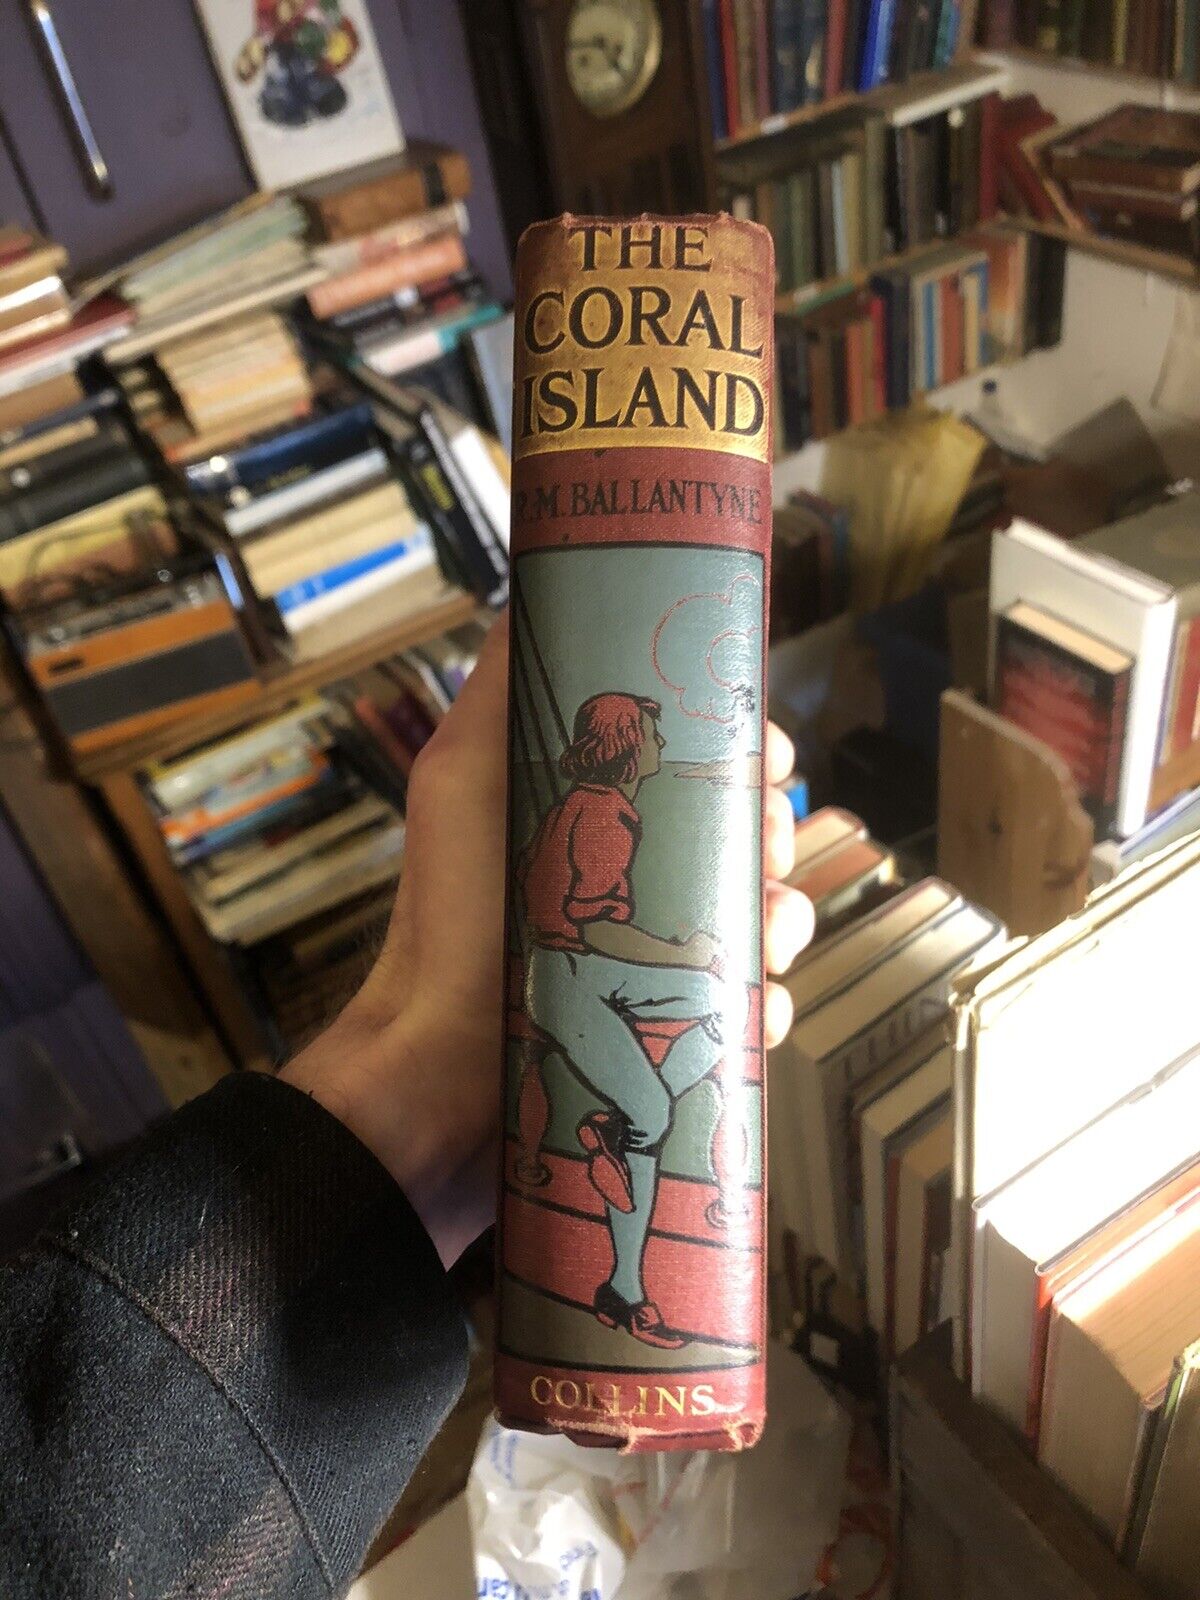 THE
CORAL
ISLAND
R.M. BALLANTYNE
COLLINS